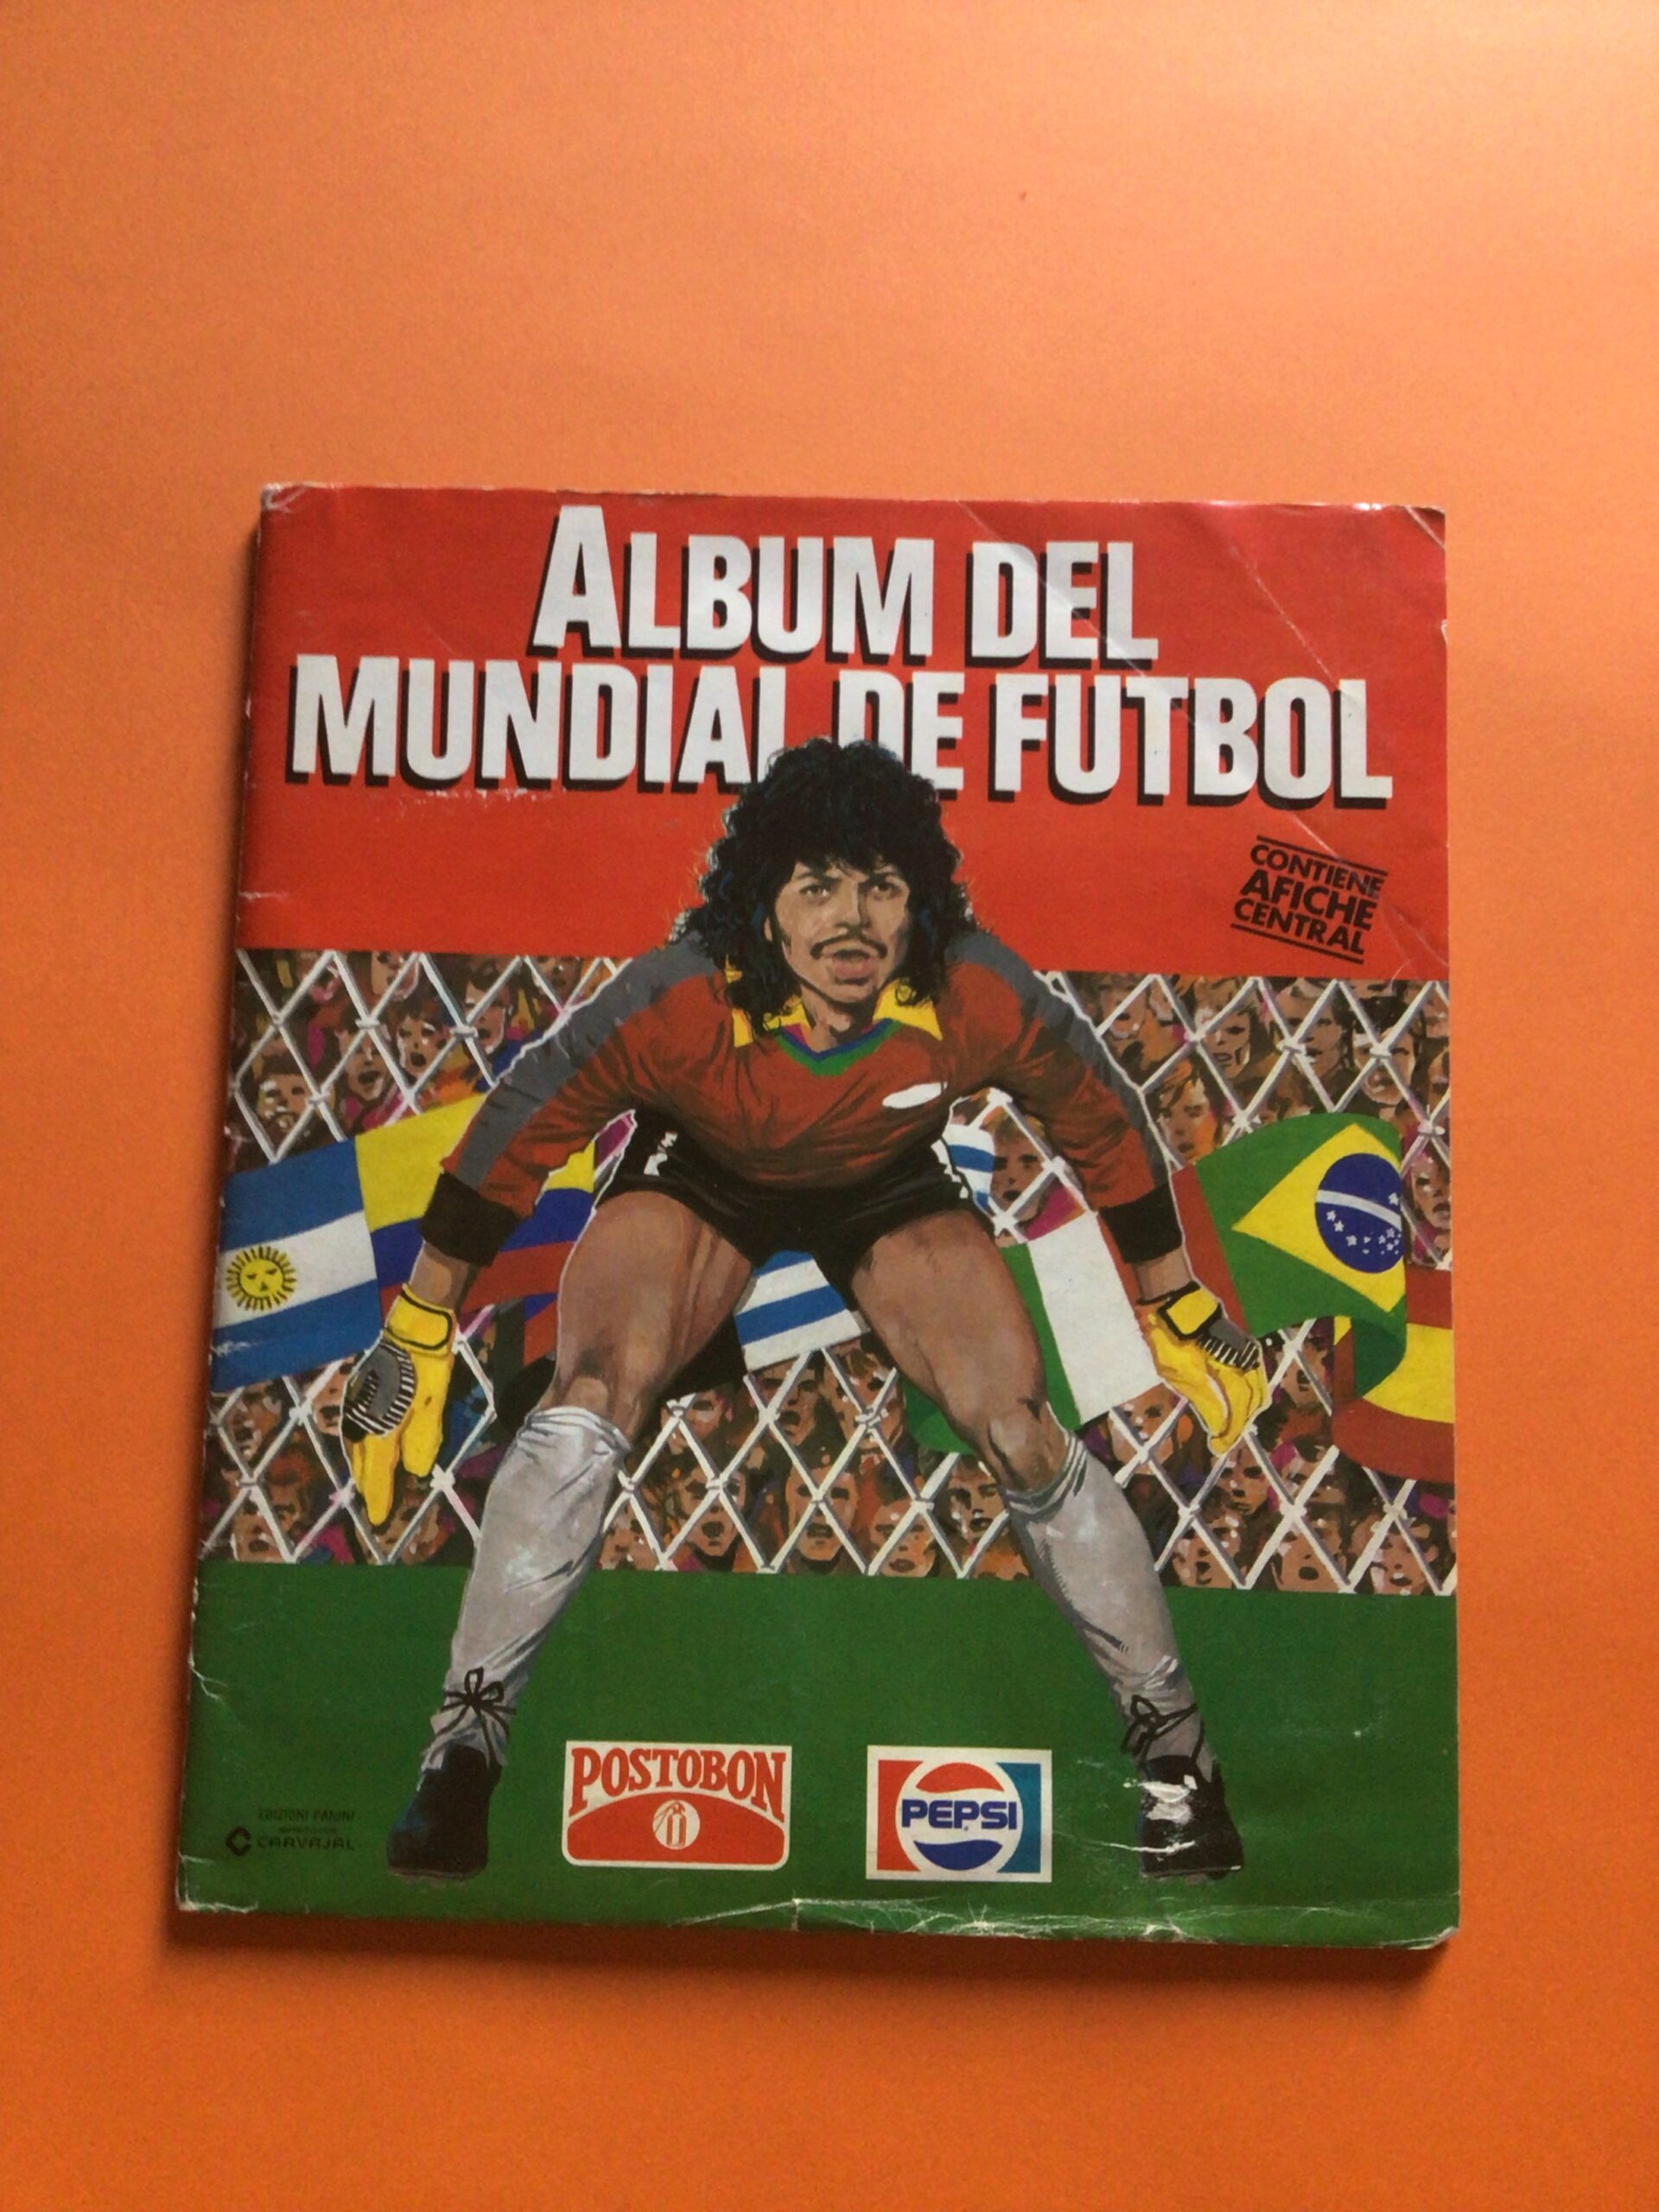 ALBUM DEL
MUNDIAL DE FUTBOL
CONTIENE
AFICHE
CENTRAL
POSTOBON
PEPSI
EDIZIONI PANINI
CARVAJAL